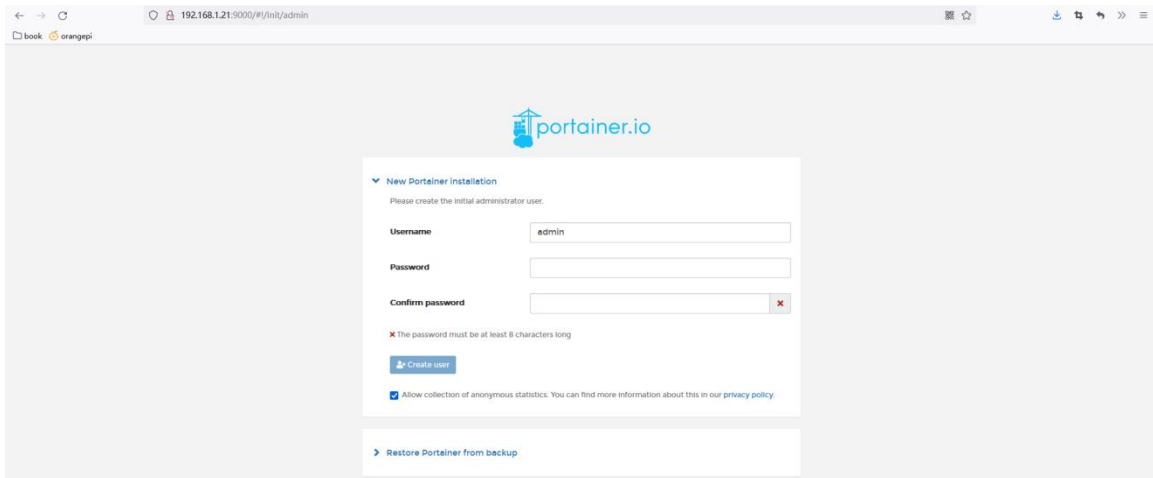 192.168.1.21:9000/#!/init/admin
book orangepi
portainer.io
New Portainer installation
Please create the initial administrator user.
Username admin
Password
Confirm password
The password must be at least 8 characters long
Create user
Allow collection of anonymous statistics. You can find more information about this in our privacy policy.
Restore Portainer from backup